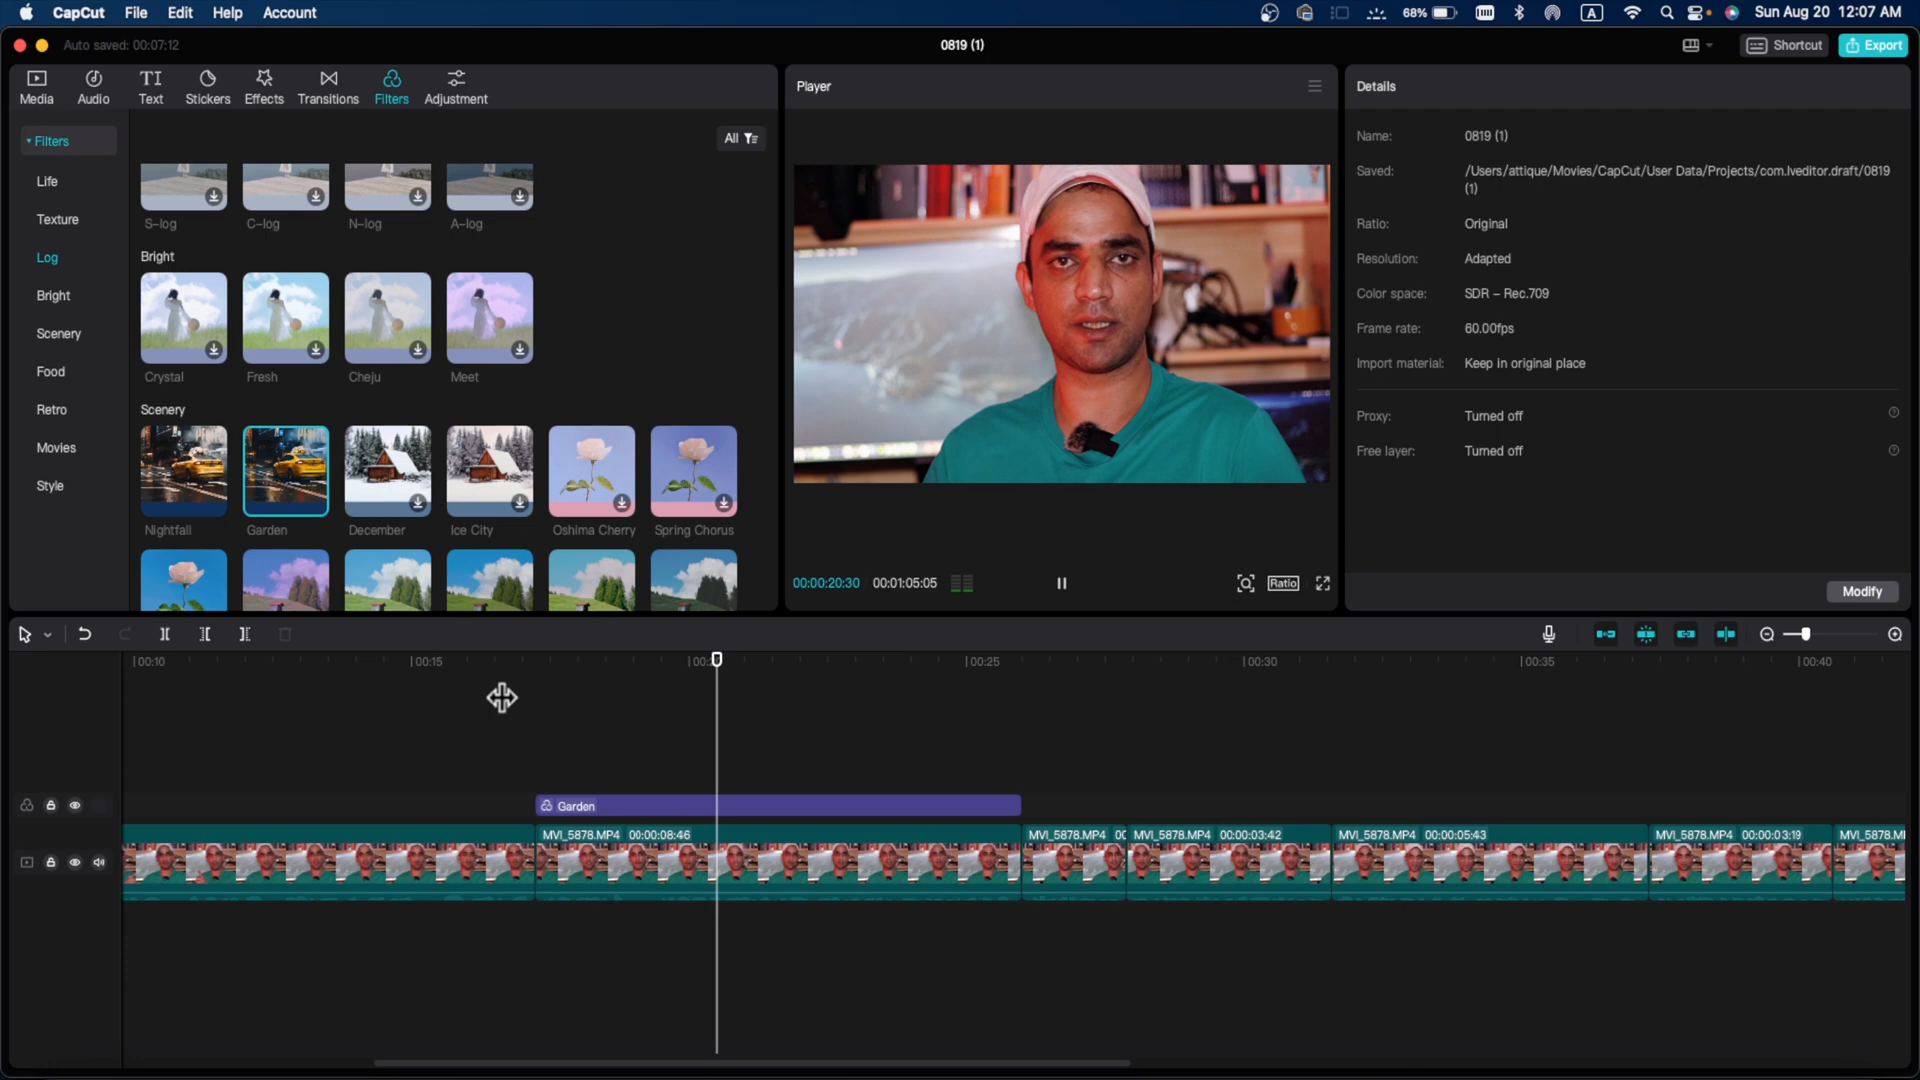 CapCut File Edit Help Account
68% A Sun Aug 20 12:07 AM
Auto saved: 00:07:12
0819 (1)
Shortcut
Export
Media Audio TI Text Stickers Effects Transitions Filters Adjustment
Filters
Life
Texture
Log
Bright
Scenery
Food
Retro
Movies
Style
All
S-log C-log N-log A-log
Bright
Crystal Fresh Cheju Meet
Scenery
Nightfall Garden December Ice City Oshima Cherry Spring Chorus
Player
00:00:20:30 00:01:05:05
Ratio
Details
Name: 0819 (1)
Saved: /Users/attique/Movies/CapCut/User Data/Projects/com.lveditor.draft/0819
(1)
Ratio: Original
Resolution: Adapted
Color space: SDR – Rec.709
Frame rate: 60.00fps
Import material: Keep in original place
Proxy: Turned off
Free layer: Turned off
Modify
00:10 00:15 00:25 00:30 00:35 00:40
Garden
MVI_5878.MP4 00:00:08:46 MVI_5878.MP4 00 MVI_5878.MP4 00:00:03:42 MVI_5878.MP4 00:00:05:43 MVI_5878.MP4 00:00:03:19